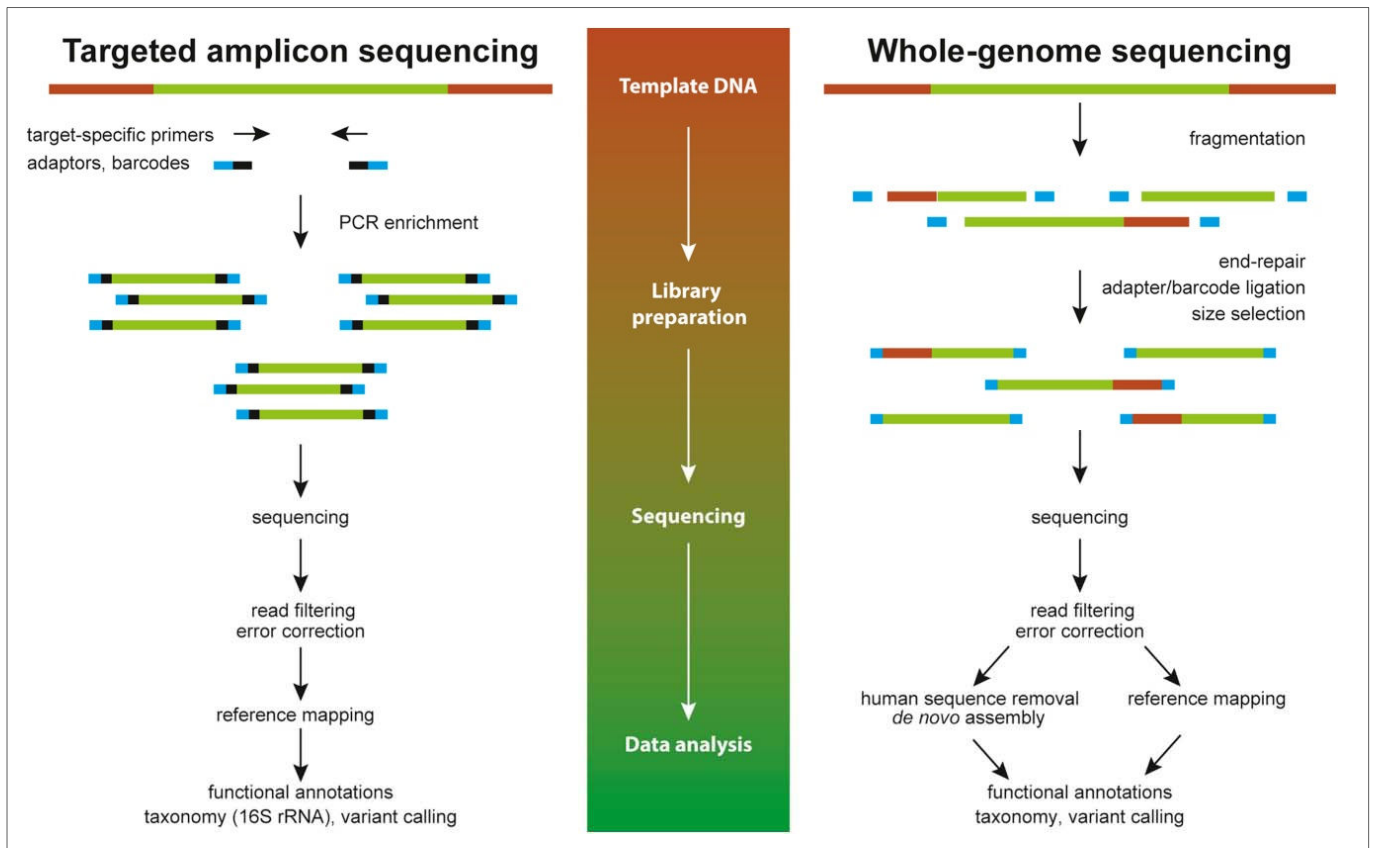 Targeted amplicon sequencing
target-specific primers
adaptors, barcodes
PCR enrichment
sequencing
read filtering
error correction
reference mapping
functional annotations
taxonomy (16S rRNA), variant calling
Template DNA
Library
preparation
Sequencing
Data analysis
Whole-genome sequencing
fragmentation
end-repair
adapter/barcode ligation
size selection
sequencing
read filtering
error correction
human sequence removal
de novo assembly
reference mapping
functional annotations
taxonomy, variant calling